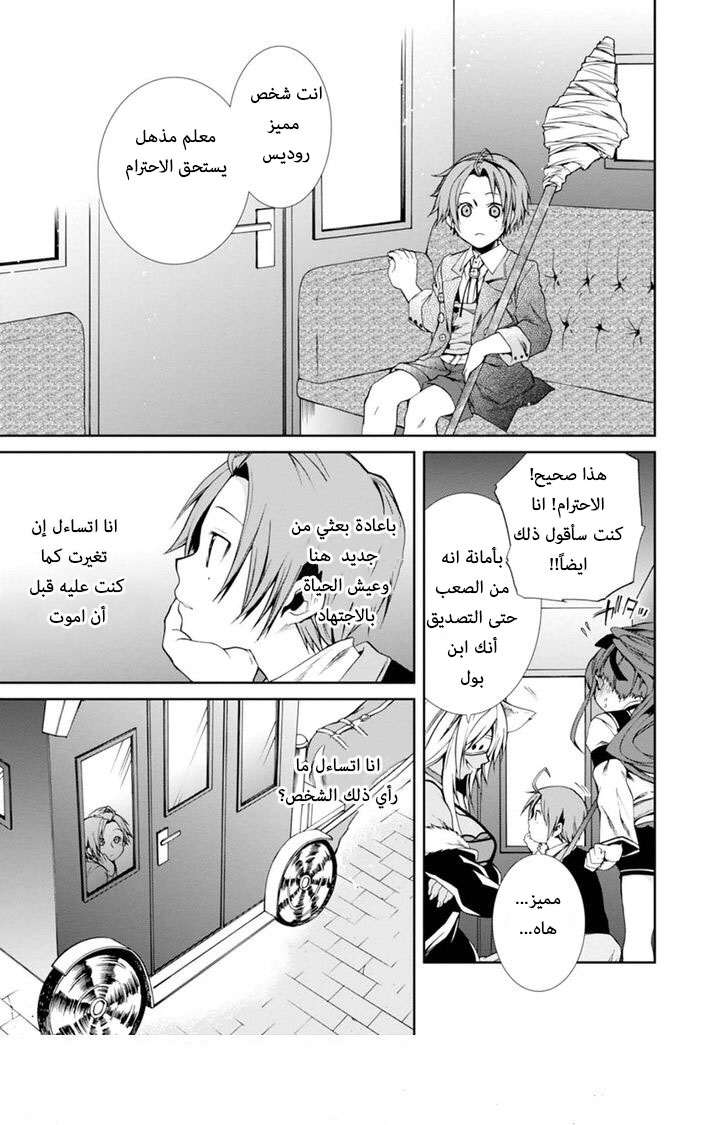 انت شخص
مميز
روديس
معلم مذهل
يستحق الاحترام
هذا صحيح!
الاحترام! انا
كنت سأقول ذلك
ايضاً!!
بأمانة انه
من الصعب
حتى التصديق
أنك ابن
بول
مميز...
هاه...
باعادة بعثي من
جديد هنا
وعيش الحياة
بالاجتهاد
انا اتساءل إن
تغيرت كما
كنت عليه قبل
أن اموت
انا اتساءل ما
رأي ذلك الشخص؟